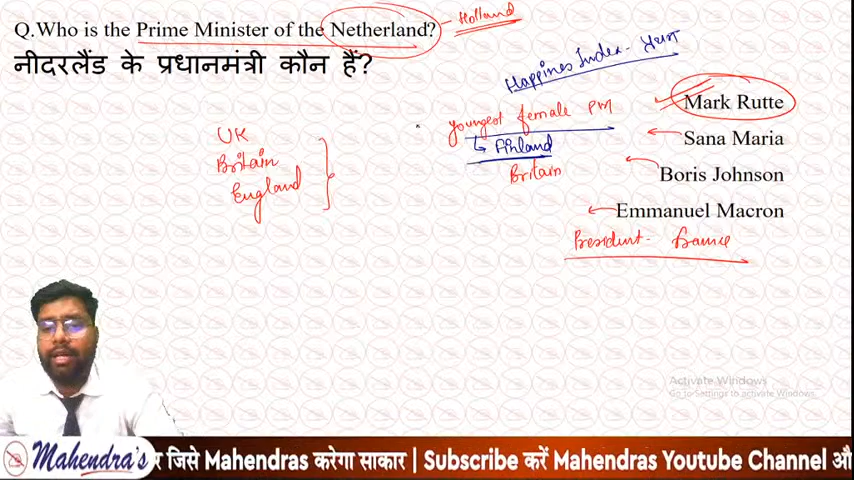 Q.Who is the Prime Minister of the Netherland?
Holland
नीदरलैंड के प्रधानमंत्री कौन हैं?
Happines Index -
Mark Rutte
youngest female PM
Sana Maria
Finland
UK
Britain
England
Britain
Boris Johnson
Emmanuel Macron
President - France
Activate Windows
Go to Settings to activate Windows.
Mahendra's
र जिसे Mahendras करेगा साकार | Subscribe करें Mahendras Youtube Channel औ